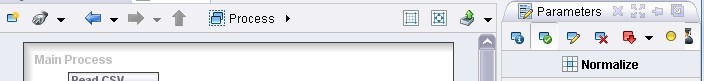 Process
Parameters
Main Process
Normalize
Read CSV